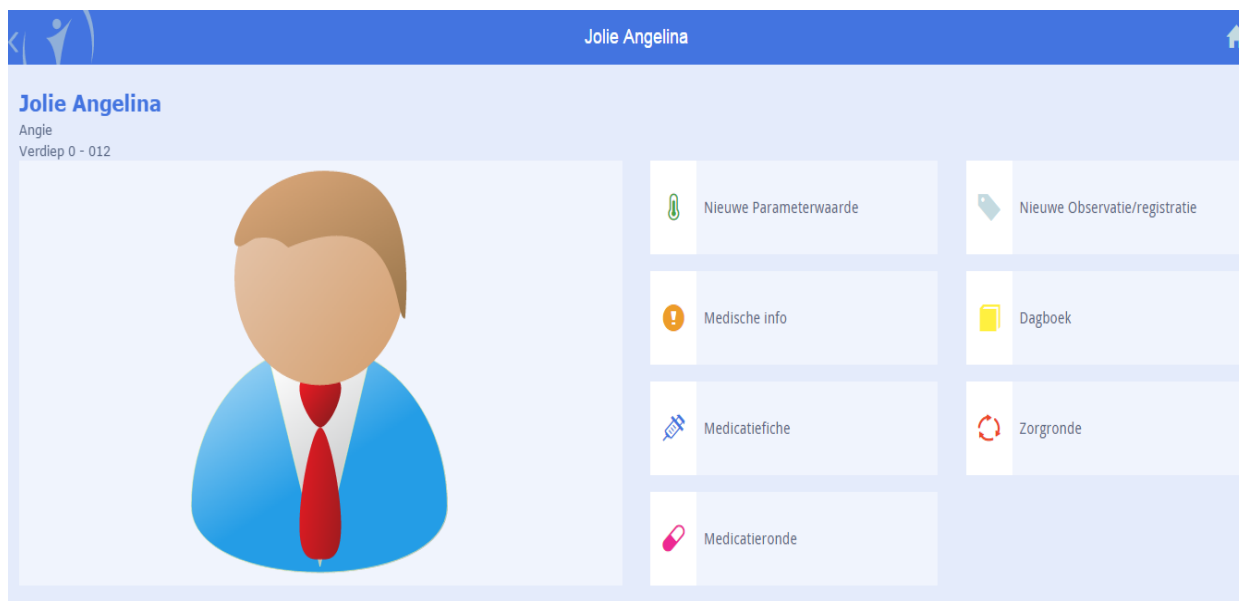 Jolie Angelina
Jolie Angelina
Angie
Verdiep 0 - 012
Nieuwe Parameterwaarde
Nieuwe Observatie/registratie
Medische info
Dagboek
Medicatiefiche
Zorgronde
Medicatieronde